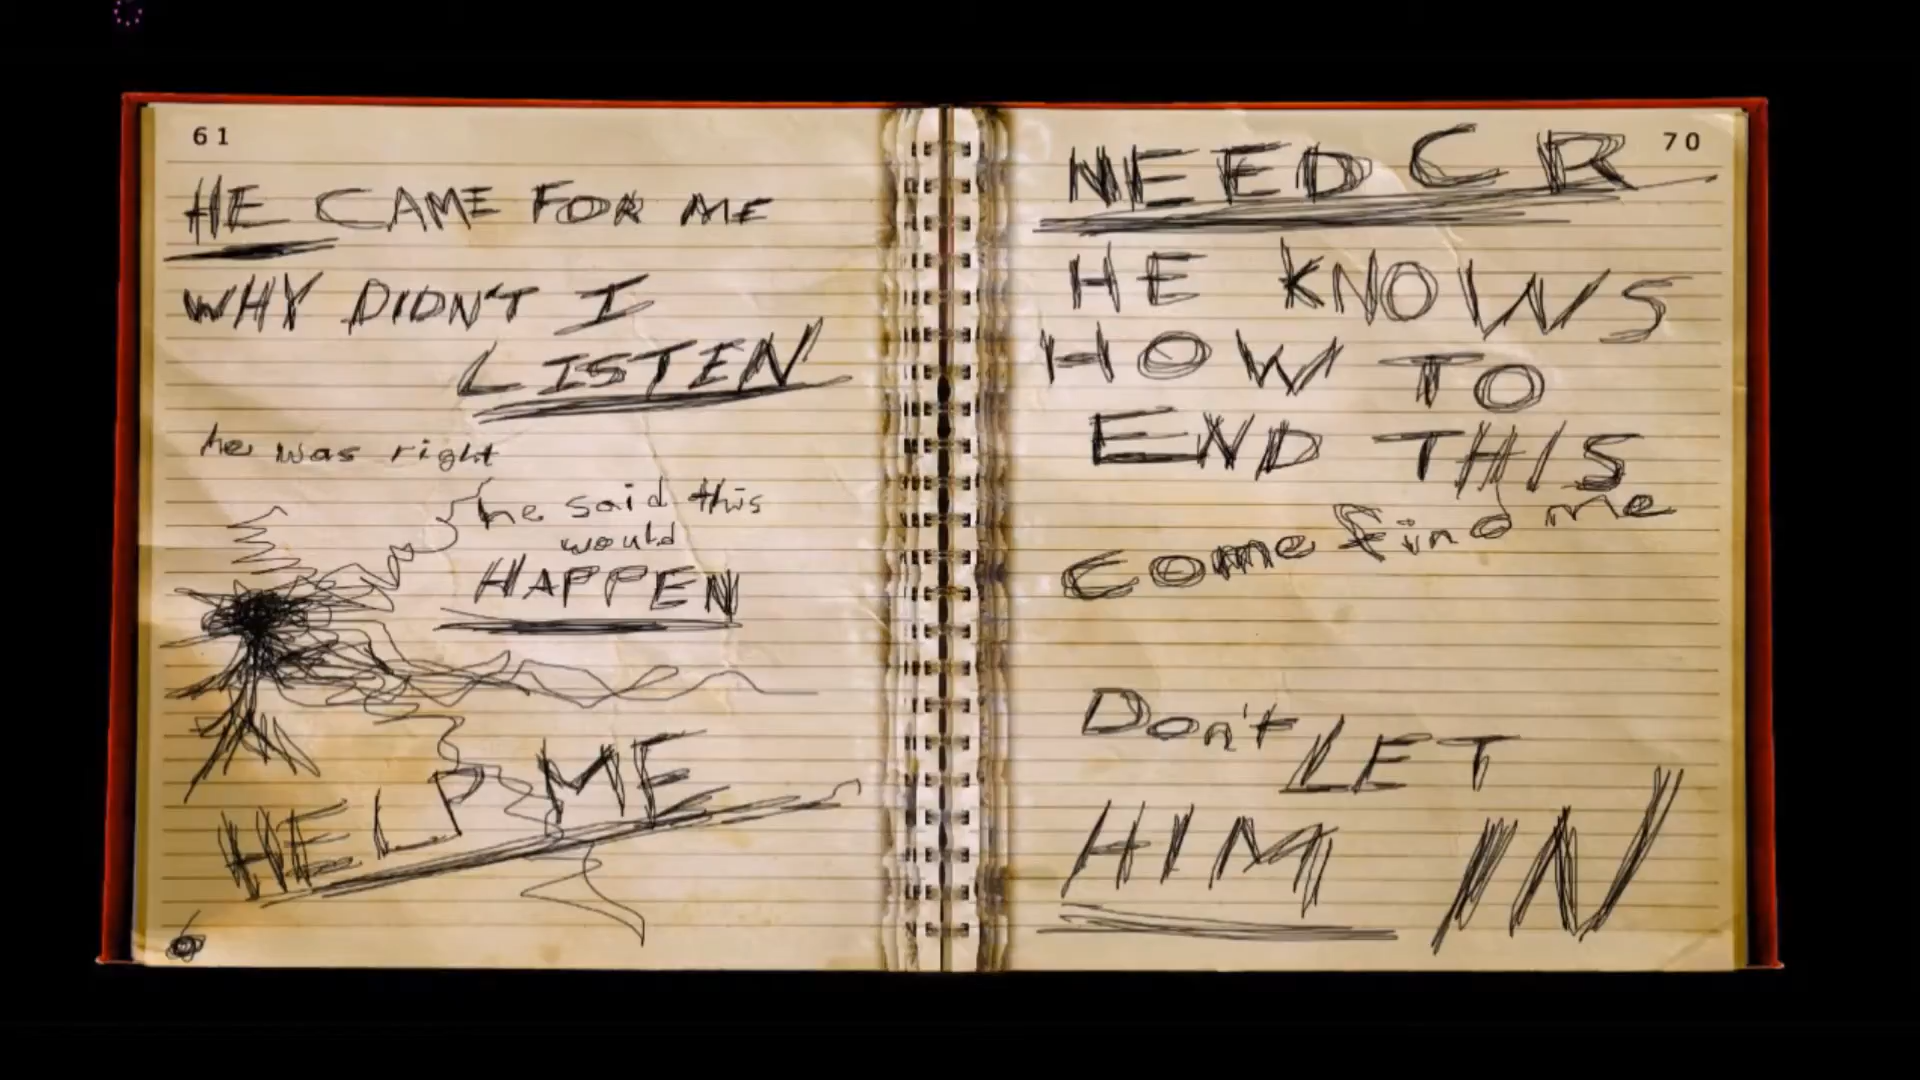 61
HE CAME FOR ME
WHY DIDN'T I
LISTEN
he was right
he said this
would
HAPPEN
HELP ME
70
NEED CR
HE KNOWS
HOW TO
END THIS
come find me
Don't LET
HIM IN